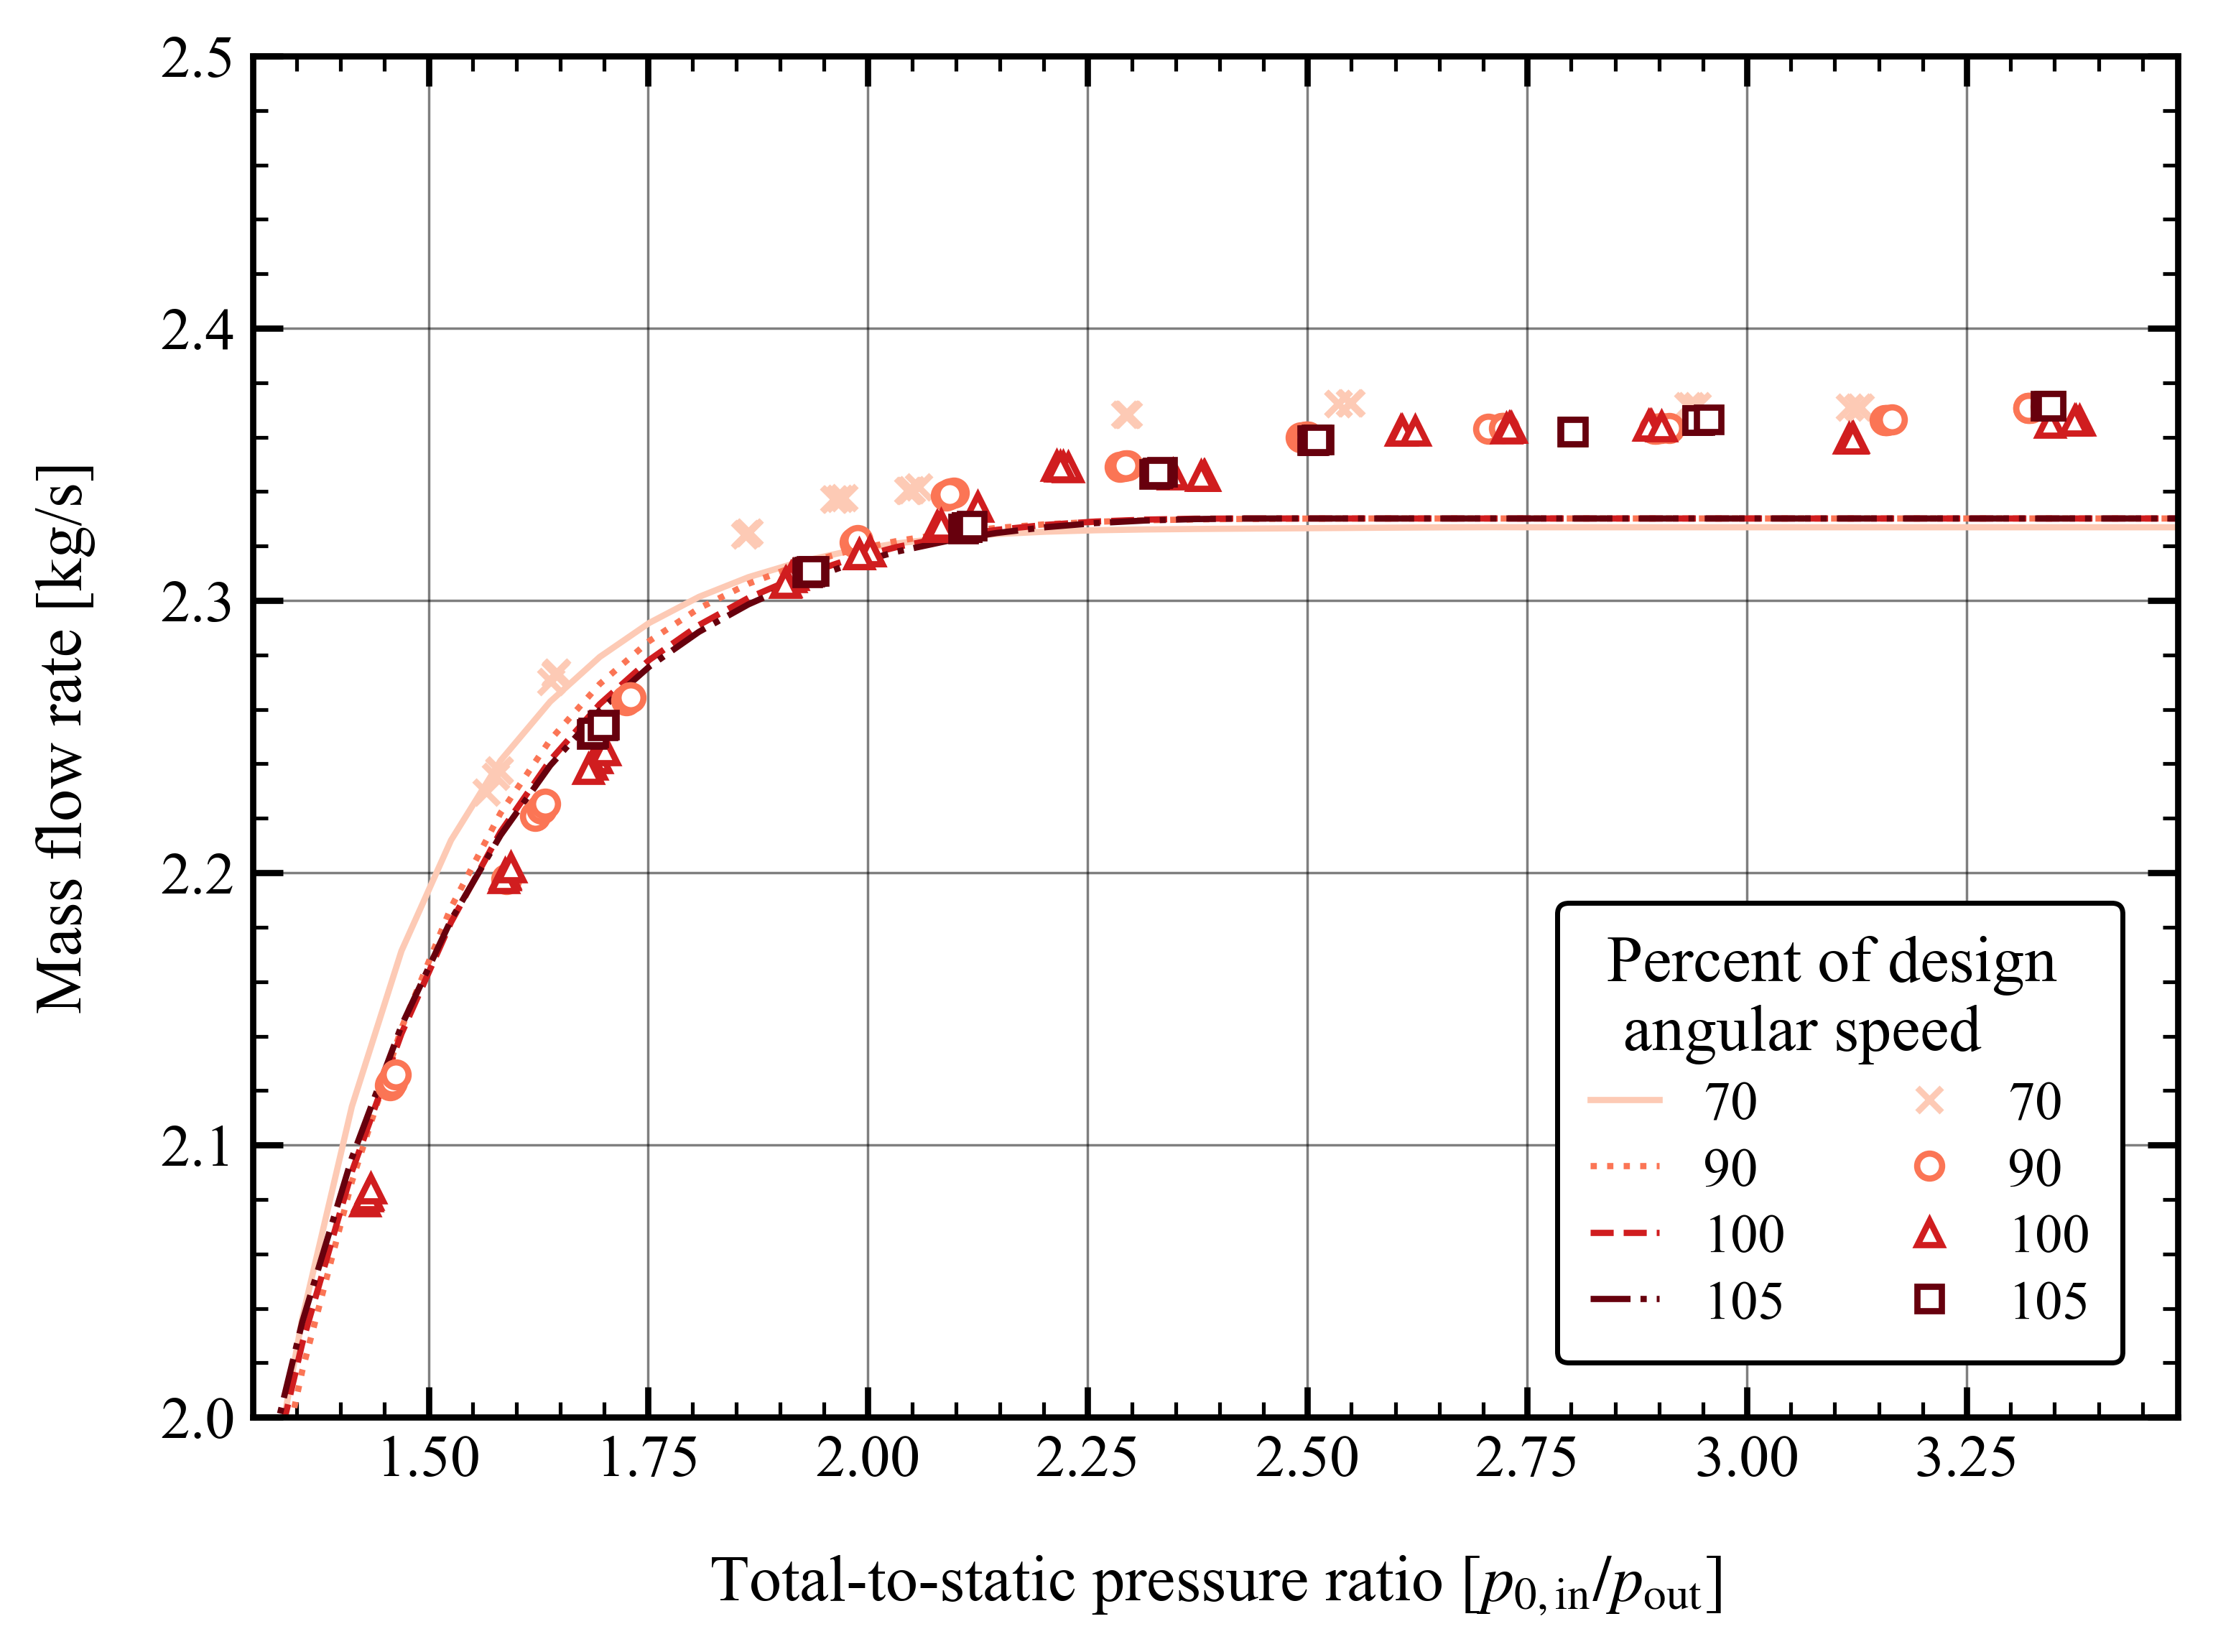 2.5
2.4
2.3
2.2
2.1
2.0
Mass flow rate [kg/s]
1.50 1.75 2.00 2.25 2.50 2.75 3.00 3.25
Total-to-static pressure ratio [p0, in/pout]
Percent of design
angular speed
70 70
90 90
100 100
105 105